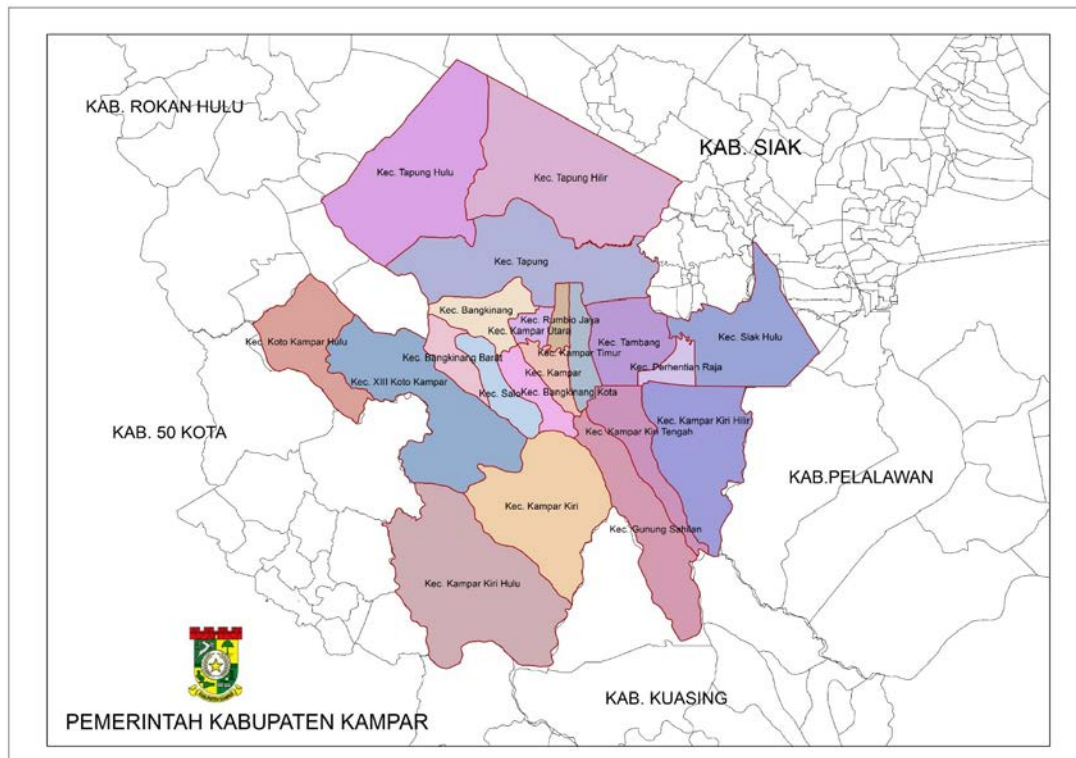 KAB. ROKAN HULU
KAB. SIAK
Kec. Tapung Hulu
Kec. Tapung Hilir
Kec. Tapung
Kec. Bangkinang
Kec. Rumbio Jaya
Kec. Kampar Utara
Kec. Tambang
Kec. Siak Hulu
Kec. Koto Kampar Hulu
Kec. Bangkinang Barat
Kec. Kampar Timur
Kec. Perhentian Raja
Kec. XIII Koto Kampar
Kec. Kampar
Kec. Salo
Kec. Bangkinang Kota
Kec. Kampar Kiri Hilir
Kec. Kampar Kiri Tengah
KAB. 50 KOTA
KAB.PELALAWAN
Kec. Kampar Kiri
Kec. Gunung Sahilan
Kec. Kampar Kiri Hulu
KAB. KUASING
PEMERINTAH KABUPATEN KAMPAR